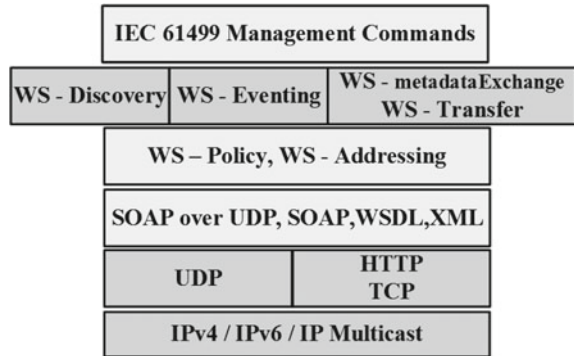 IEC 61499 Management Commands
WS - Discovery
WS - Eventing
WS - metadataExchange
WS - Transfer
WS – Policy, WS - Addressing
SOAP over UDP, SOAP,WSDL,XML
UDP
HTTP
TCP
IPv4 / IPv6 / IP Multicast